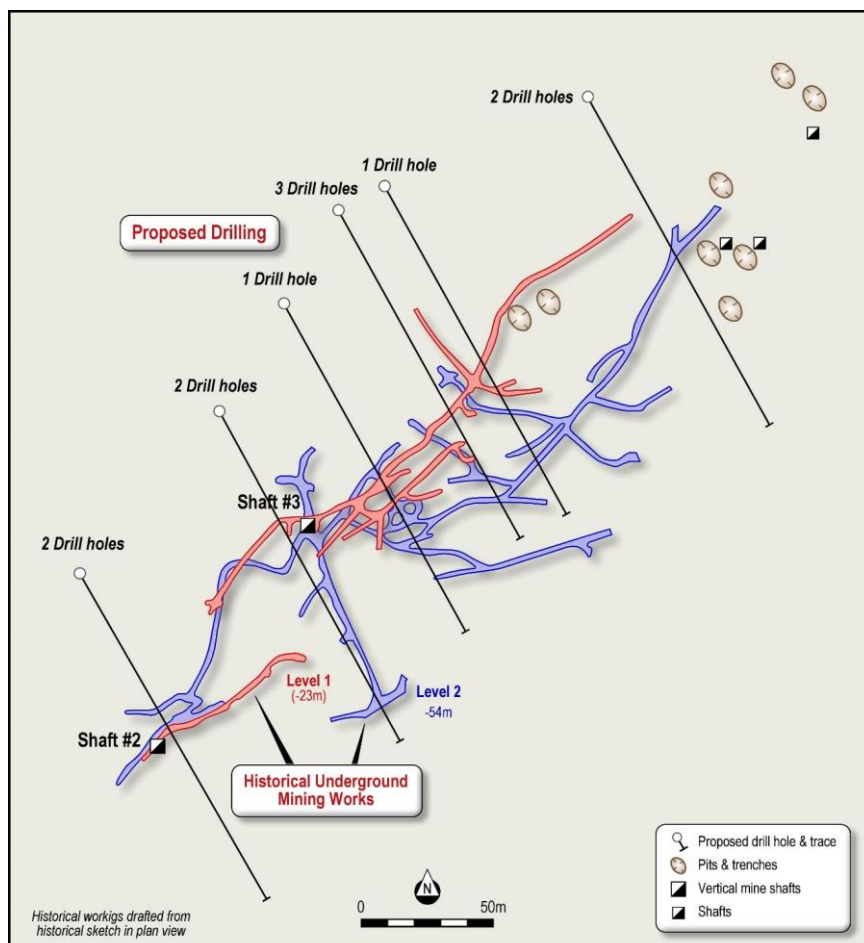 2 Drill holes
1 Drill hole
3 Drill holes
Proposed Drilling
1 Drill hole
2 Drill holes
Shaft #3
2 Drill holes
Level 1
(-23m)
Level 2
-54m
Shaft #2
Historical Underground
Mining Works
Proposed drill hole & trace
Pits & trenches
Vertical mine shafts
Shafts
N
0
50m
Historical workigs drafted from
historical sketch in plan view